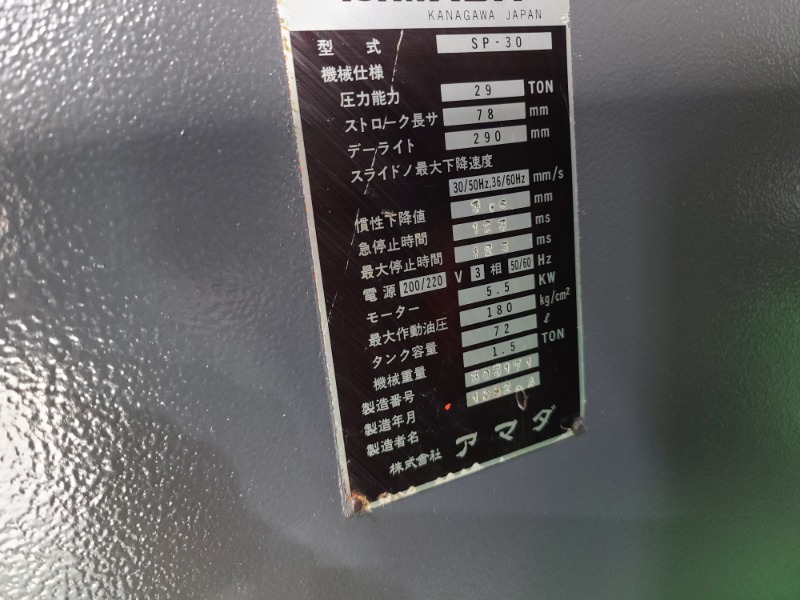 KANAGAWA JAPAN
型式 SP-30
機械仕様
圧力能力 29 TON
ストローク長サ 78 mm
デーライト 290 mm
スライドノ最大下降速度
30/50Hz,36/60Hz mm/s
慣性下降値 mm
急停止時間 ms
最大停止時間 ms
電源 200/220 V 3 相 50/60 Hz
モーター 5.5 KW
最大作動油圧 180 kg/cm²
タンク容量 72 ℓ
機械重量 1.5 TON
製造番号
製造年月
製造者名
株式會社 アマダ